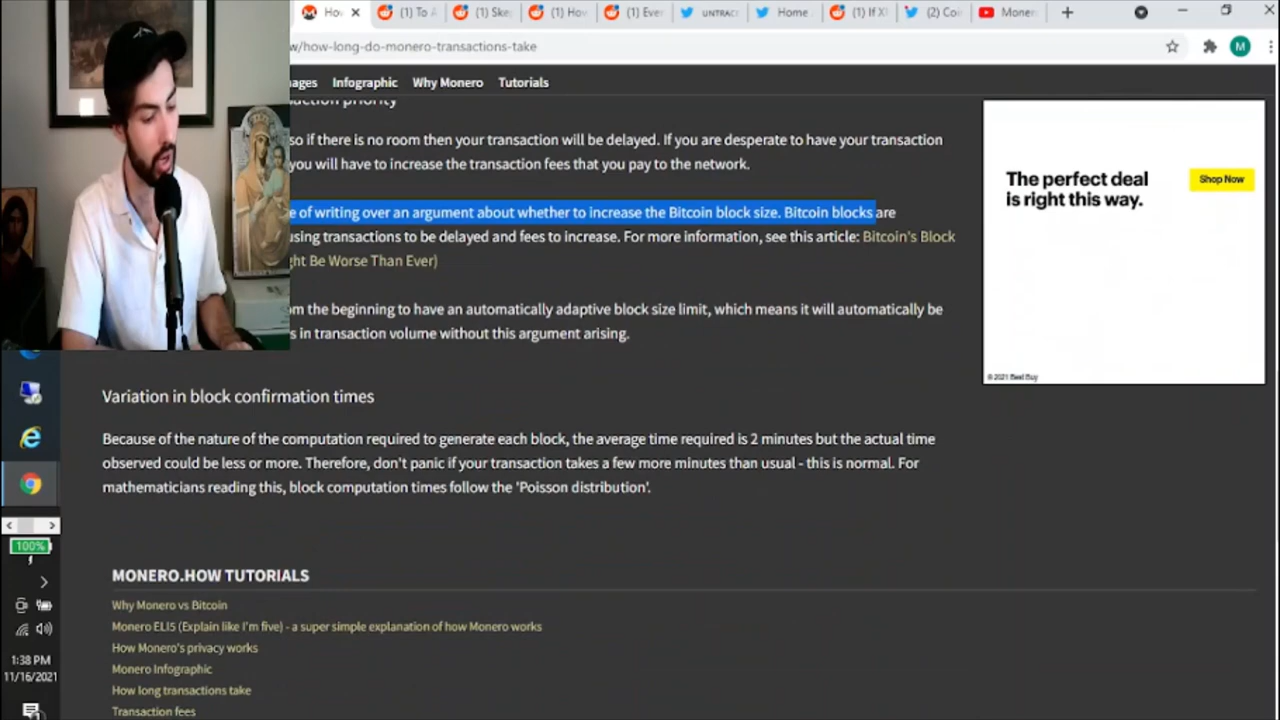 How
(1) To A
(1) Ske
(1) Hov
(1) Ever
UNTRACE
Home
(1) If XI
(2) Coi
Moner
w/how-long-do-monero-transactions-take
M
ages Infographic Why Monero Tutorials
action priority
so if there is no room then your transaction will be delayed. If you are desperate to have your transaction
you will have to increase the transaction fees that you pay to the network.
e of writing over an argument about whether to increase the Bitcoin block size. Bitcoin blocks are
using transactions to be delayed and fees to increase. For more information, see this article: Bitcoin's Block
ght Be Worse Than Ever)
om the beginning to have an automatically adaptive block size limit, which means it will automatically be
s in transaction volume without this argument arising.
The perfect deal
is right this way.
Shop Now
© 2021 Best Buy
Variation in block confirmation times
Because of the nature of the computation required to generate each block, the average time required is 2 minutes but the actual time
observed could be less or more. Therefore, don't panic if your transaction takes a few more minutes than usual - this is normal. For
mathematicians reading this, block computation times follow the 'Poisson distribution'.
MONERO.HOW TUTORIALS
Why Monero vs Bitcoin
Monero ELI5 (Explain like I'm five) - a super simple explanation of how Monero works
How Monero's privacy works
Monero Infographic
How long transactions take
Transaction fees
100%
1:38 PM
11/16/2021